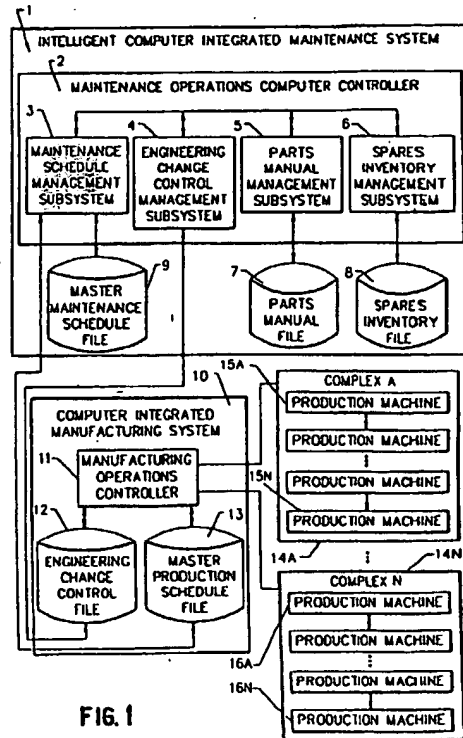 1
INTELLIGENT COMPUTER INTEGRATED MAINTENANCE SYSTEM
2
MAINTENANCE OPERATIONS COMPUTER CONTROLLER
3
MAINTENANCE
SCHEDULE
MANAGEMENT
SUBSYSTEM
4
ENGINEERING
CHANGE
CONTROL
MANAGEMENT
SUBSYSTEM
5
PARTS
MANUAL
MANAGEMENT
SUBSYSTEM
6
SPARES
INVENTORY
MANAGEMENT
SUBSYSTEM
9
MASTER
MAINTENANCE
SCHEDULE
FILE
7
PARTS
MANUAL
FILE
8
SPARES
INVENTORY
FILE
10
COMPUTER INTEGRATED
MANUFACTURING SYSTEM
11
MANUFACTURING
OPERATIONS
CONTROLLER
12
ENGINEERING
CHANGE
CONTROL
FILE
13
MASTER
PRODUCTION
SCHEDULE
FILE
15A
COMPLEX A
PRODUCTION MACHINE
PRODUCTION MACHINE
15N
PRODUCTION MACHINE
PRODUCTION MACHINE
14A
14N
COMPLEX N
PRODUCTION MACHINE
16A
PRODUCTION MACHINE
PRODUCTION MACHINE
16N
PRODUCTION MACHINE
FIG. 1